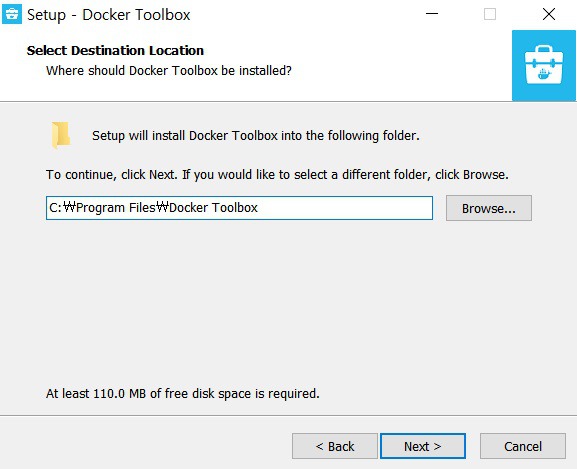 Setup - Docker Toolbox
Select Destination Location
Where should Docker Toolbox be installed?
Setup will install Docker Toolbox into the following folder.
To continue, click Next. If you would like to select a different folder, click Browse.
C:₩Program Files₩Docker Toolbox
Browse...
At least 110.0 MB of free disk space is required.
< Back
Next >
Cancel